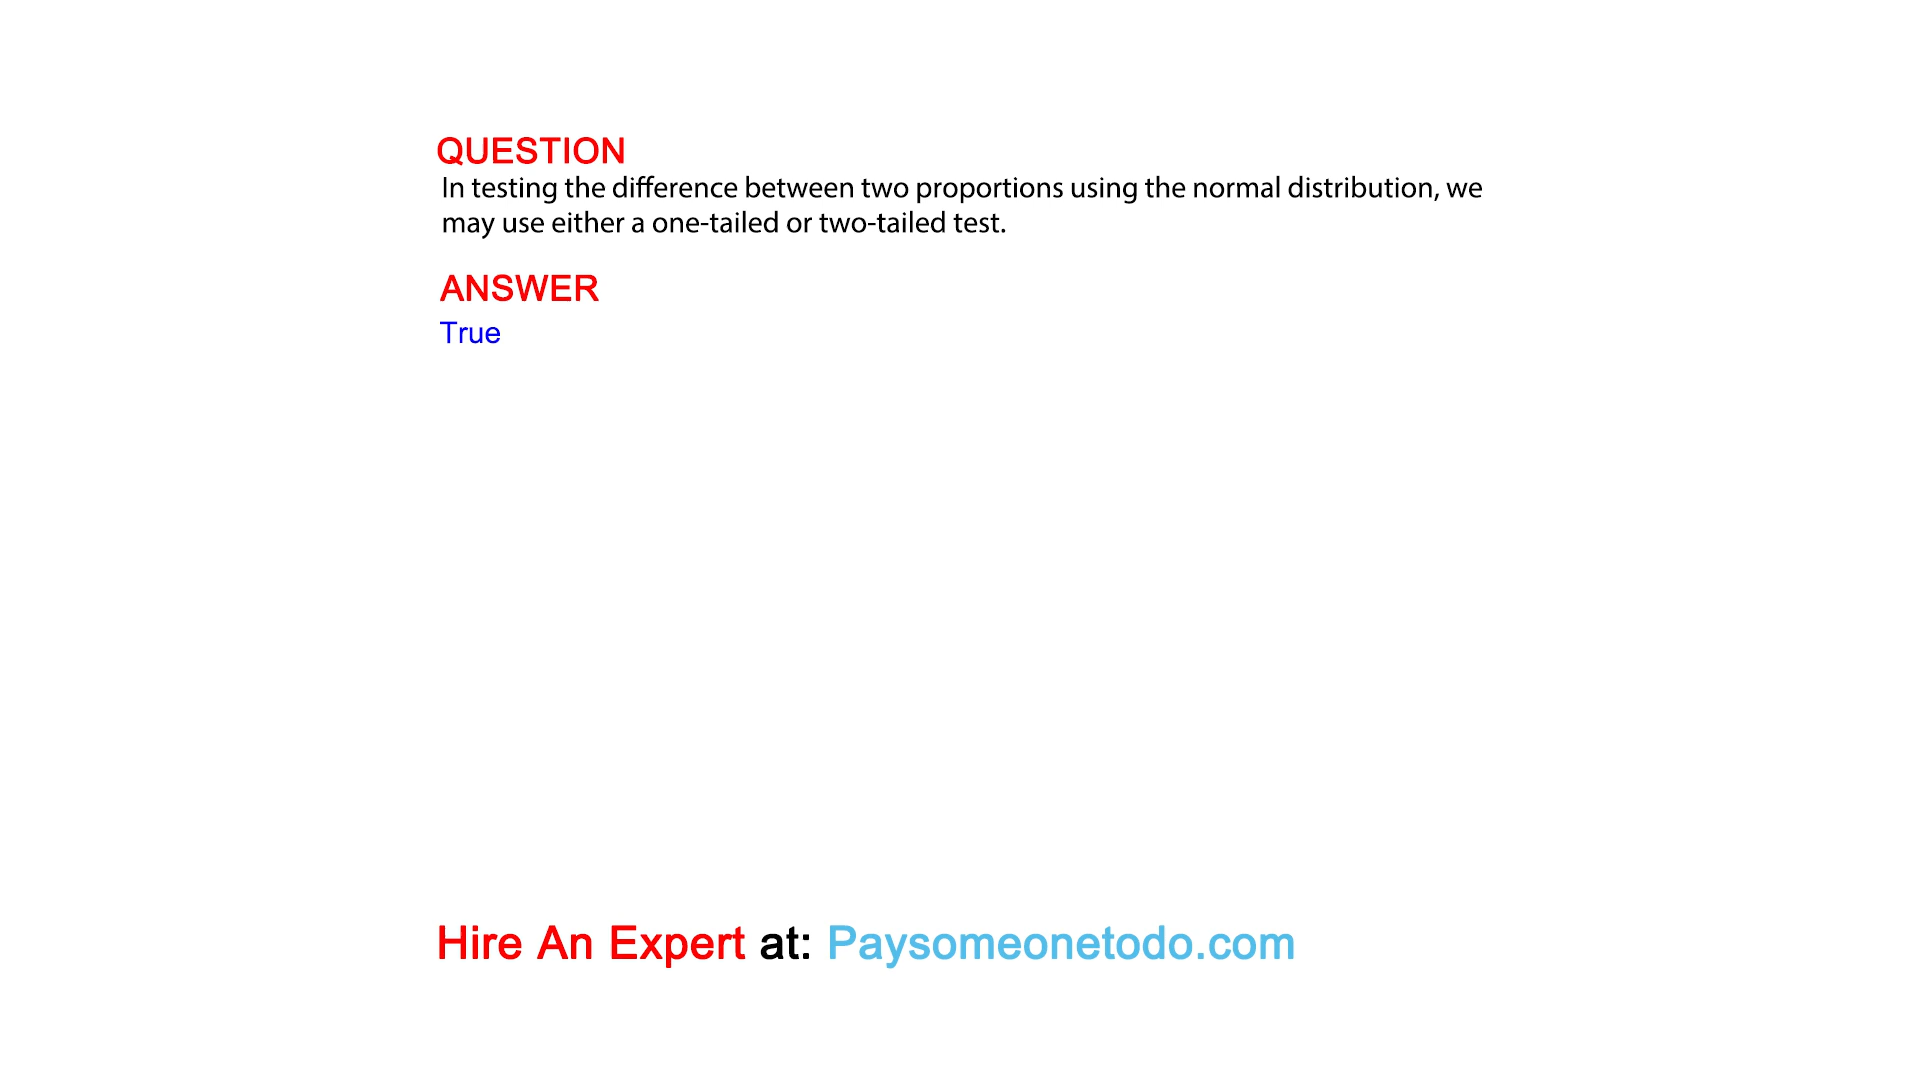 QUESTION
In testing the difference between two proportions using the normal distribution, we
may use either a one-tailed or two-tailed test.
ANSWER
True
Hire An Expert at: Paysomeonetodo.com